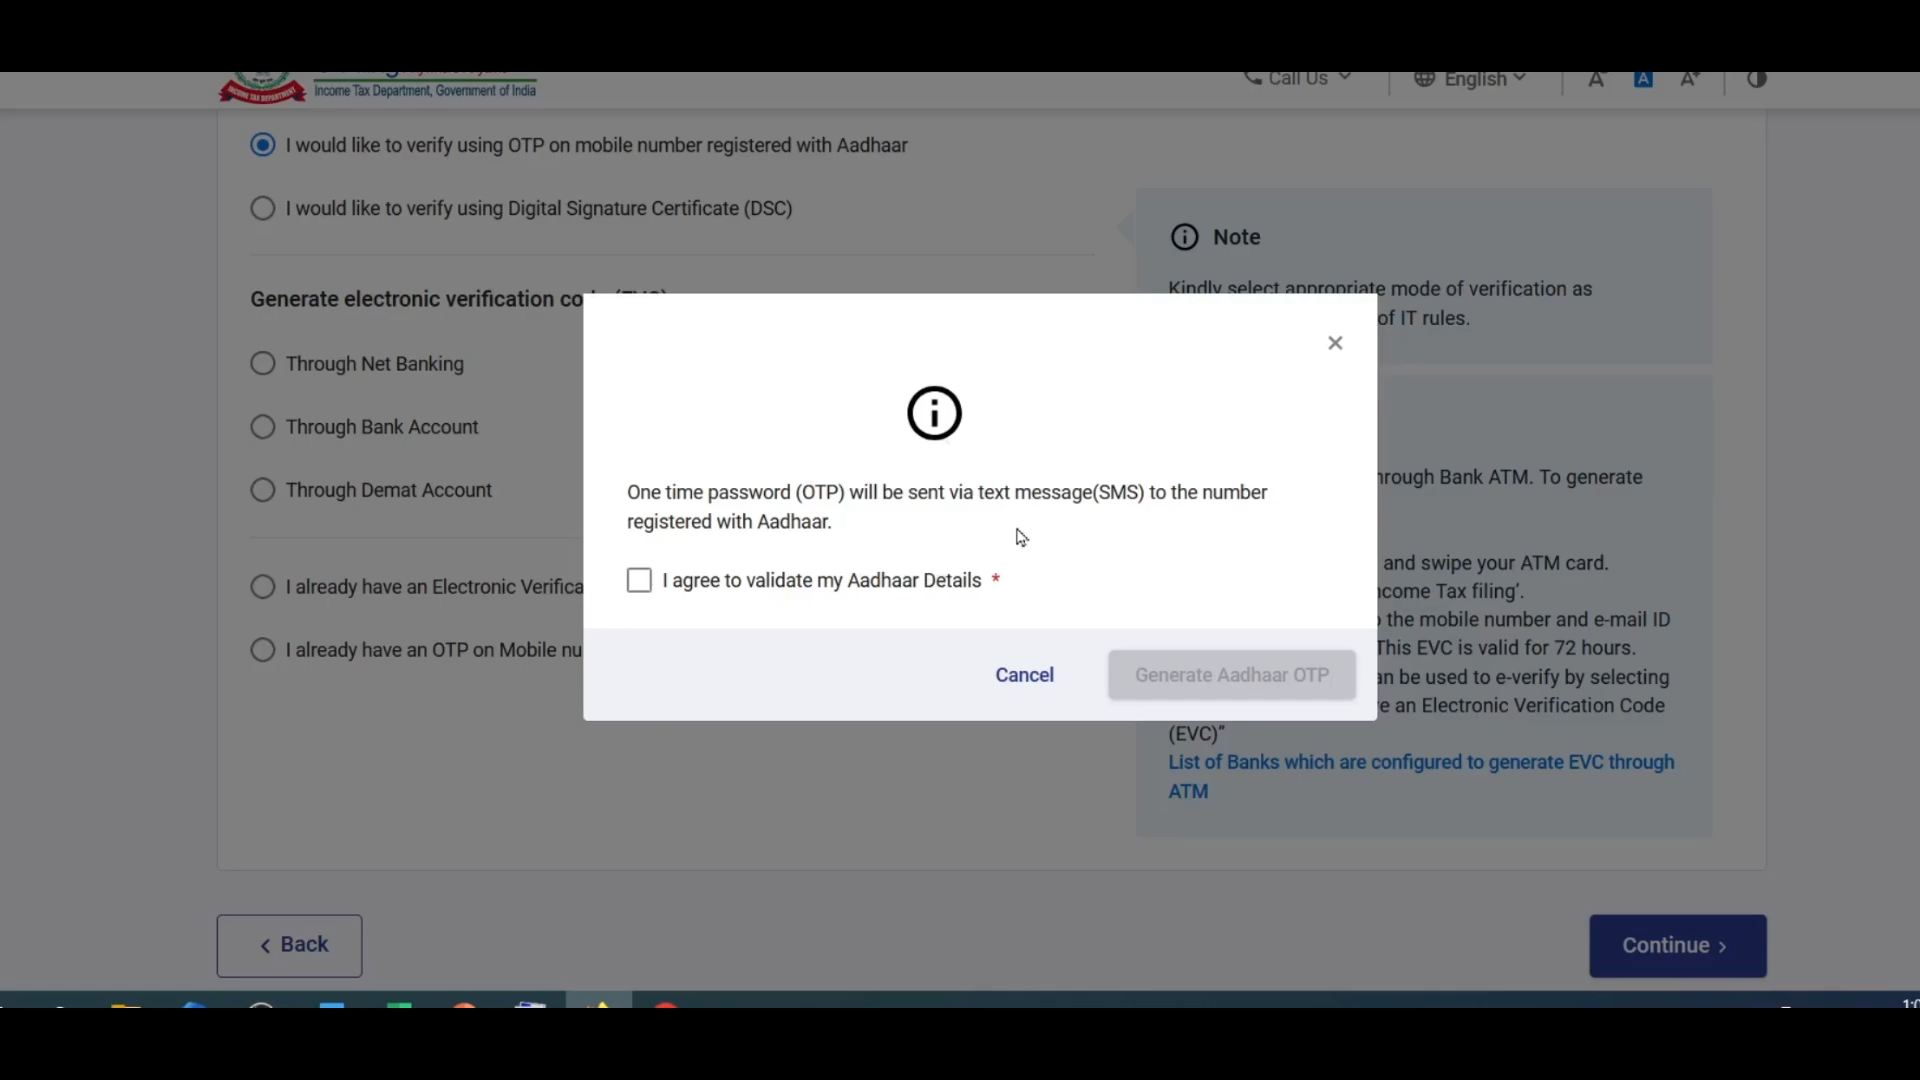 INCOME TAX DEPARTMENT
Income Tax Department, Government of India
Call Us
English
A
A
A+
I would like to verify using OTP on mobile number registered with Aadhaar
I would like to verify using Digital Signature Certificate (DSC)
Generate electronic verification
Through Net Banking
Through Bank Account
Through Demat Account
I already have an Electronic
I already have an OTP on Mobile
Note
Kindly select appropriate mode of verification as
of IT rules.
through Bank ATM. To generate
and swipe your ATM card.
Tax filing'.
the mobile number and e-mail ID
This EVC is valid for 72 hours.
be used to e-verify by selecting
an Electronic Verification Code
(EVC)”
List of Banks which are configured to generate EVC through
ATM
×
One time password (OTP) will be sent via text message(SMS) to the number
registered with Aadhaar.
I agree to validate my Aadhaar Details *
Cancel
Generate Aadhaar OTP
< Back
Continue >